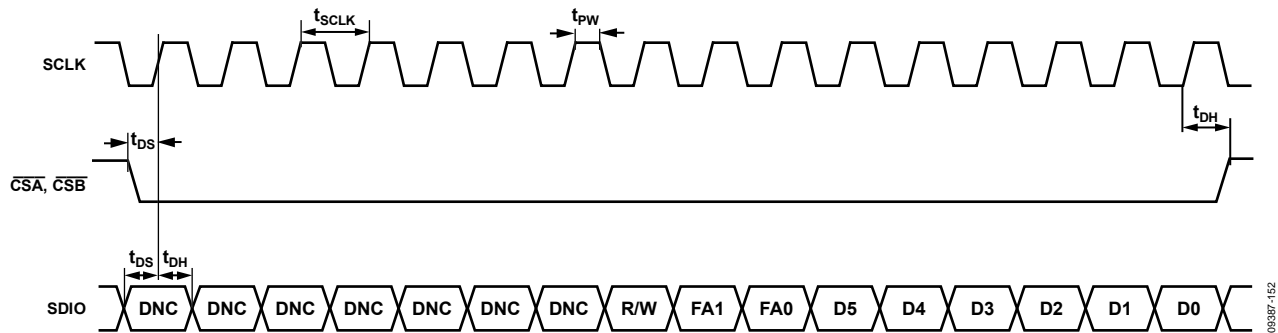 tSCLK
tPW
SCLK
tDS
tDH
CSA, CSB
tDS tDH
SDIO DNC DNC DNC DNC DNC DNC DNC R/W FA1 FA0 D5 D4 D3 D2 D1 D0
09387-152